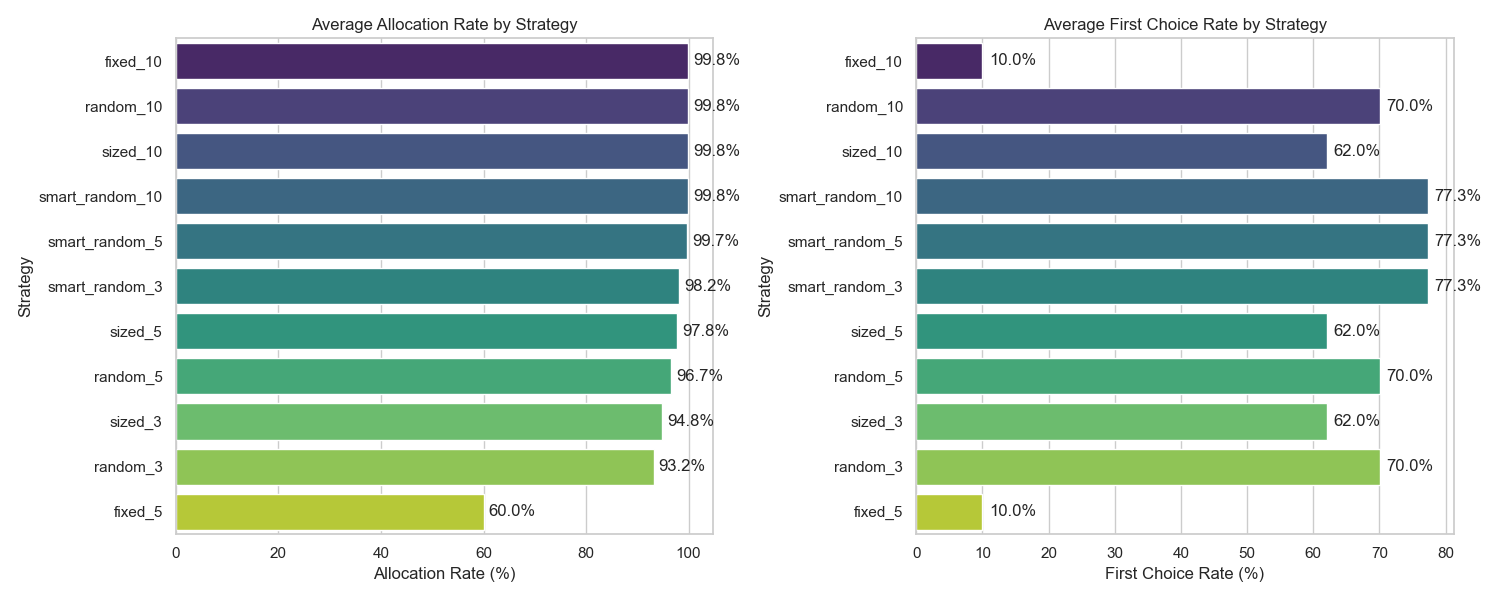 Average Allocation Rate by Strategy
Strategy
fixed_10 99.8%
random_10 99.8%
sized_10 99.8%
smart_random_10 99.8%
smart_random_5 99.7%
smart_random_3 98.2%
sized_5 97.8%
random_5 96.7%
sized_3 94.8%
random_3 93.2%
fixed_5 60.0%
0 20 40 60 80 100
Allocation Rate (%)
Average First Choice Rate by Strategy
Strategy
fixed_10 10.0%
random_10 70.0%
sized_10 62.0%
smart_random_10 77.3%
smart_random_5 77.3%
smart_random_3 77.3%
sized_5 62.0%
random_5 70.0%
sized_3 62.0%
random_3 70.0%
fixed_5 10.0%
0 10 20 30 40 50 60 70 80
First Choice Rate (%)